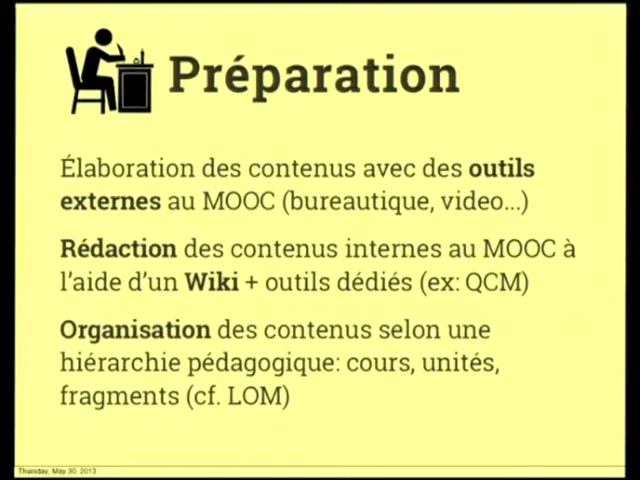 Préparation
Élaboration des contenus avec des outils
externes au MOOC (bureautique, video...)
Rédaction des contenus internes au MOOC à
l'aide d'un Wiki + outils dédiés (ex: QCM)
Organisation des contenus selon une
hiérarchie pédagogique: cours, unités,
fragments (cf. LOM)
Thursday, May 30, 2013